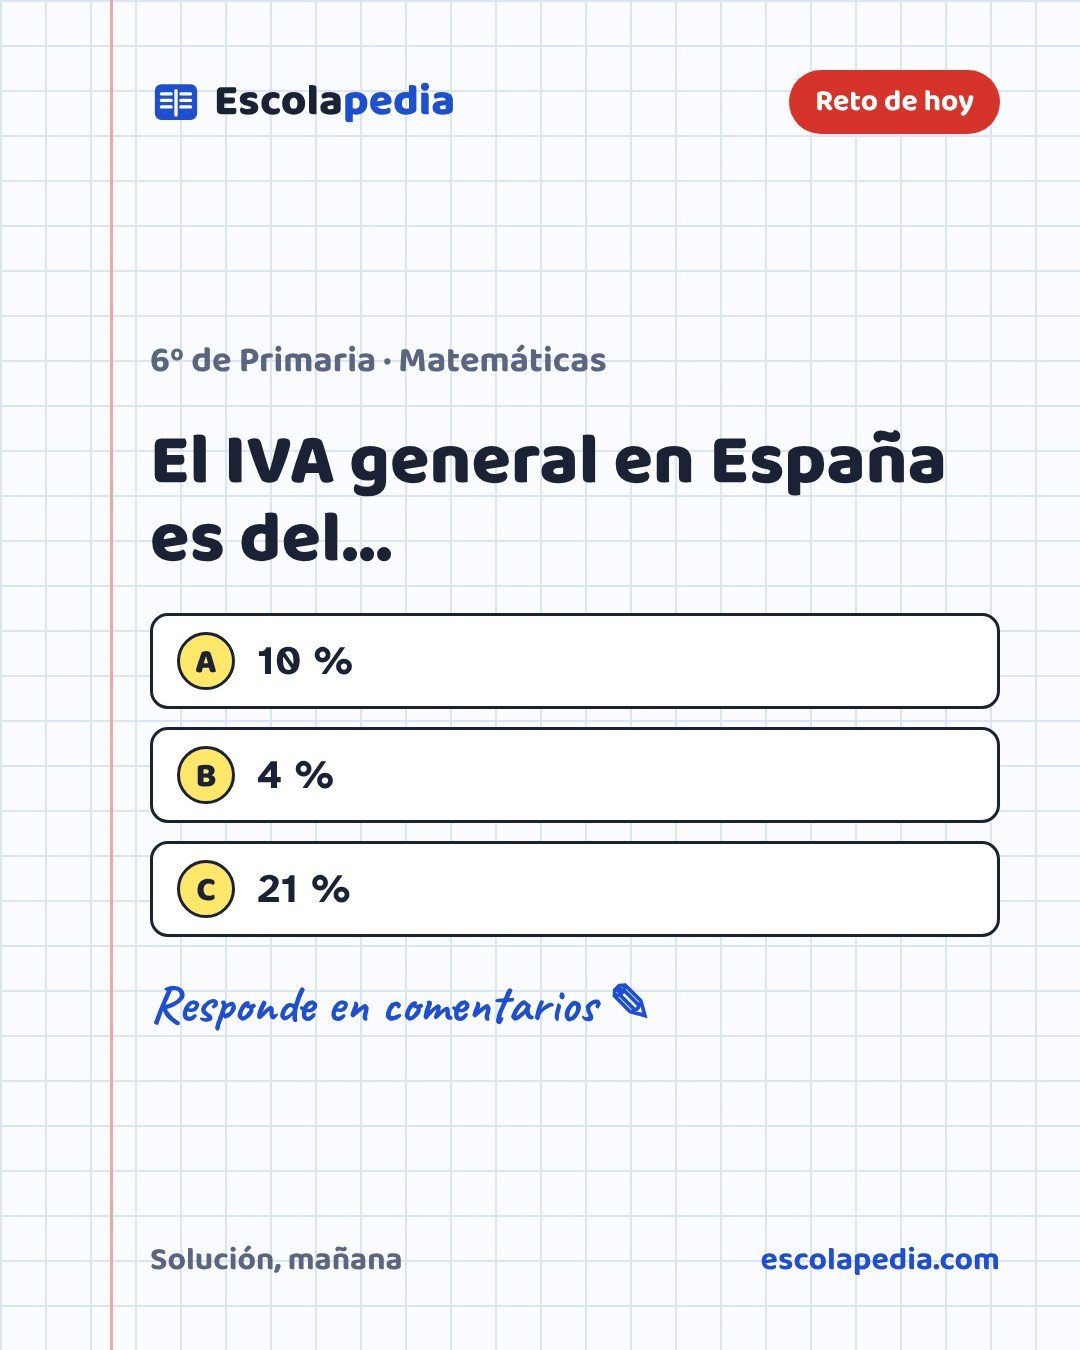 Escolapedia
Reto de hoy
6º de Primaria · Matemáticas
El IVA general en España
es del...
A 10 %
B 4 %
C 21 %
Responde en comentarios ✎
Solución, mañana
escolapedia.com